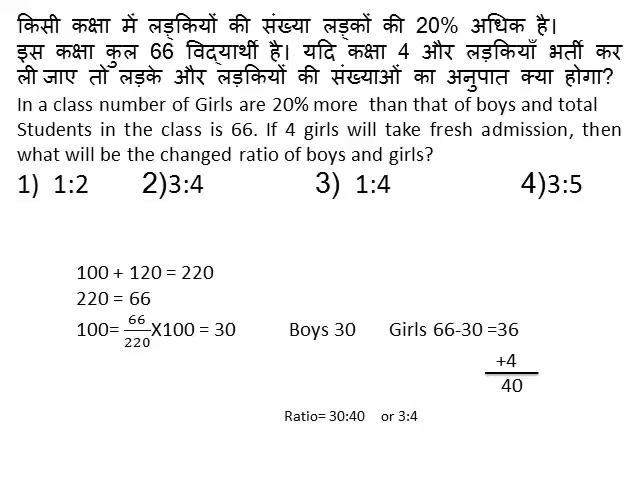 किसी कक्षा में लड़कियों की संख्या लड़कों की 20% अधिक है।
इस कक्षा कुल 66 विद्यार्थी है। यदि कक्षा 4 और लड़कियाँ भर्ती कर
ली जाए तो लड़के और लड़कियों की संख्याओं का अनुपात क्या होगा?
In a class number of Girls are 20% more than that of boys and total
Students in the class is 66. If 4 girls will take fresh admission, then
what will be the changed ratio of boys and girls?
1) 1:2 2)3:4 3) 1:4 4)3:5
100 + 120 = 220
220 = 66
100= 66/220 X100 = 30 Boys 30 Girls 66-30 =36
+4
40
Ratio= 30:40 or 3:4